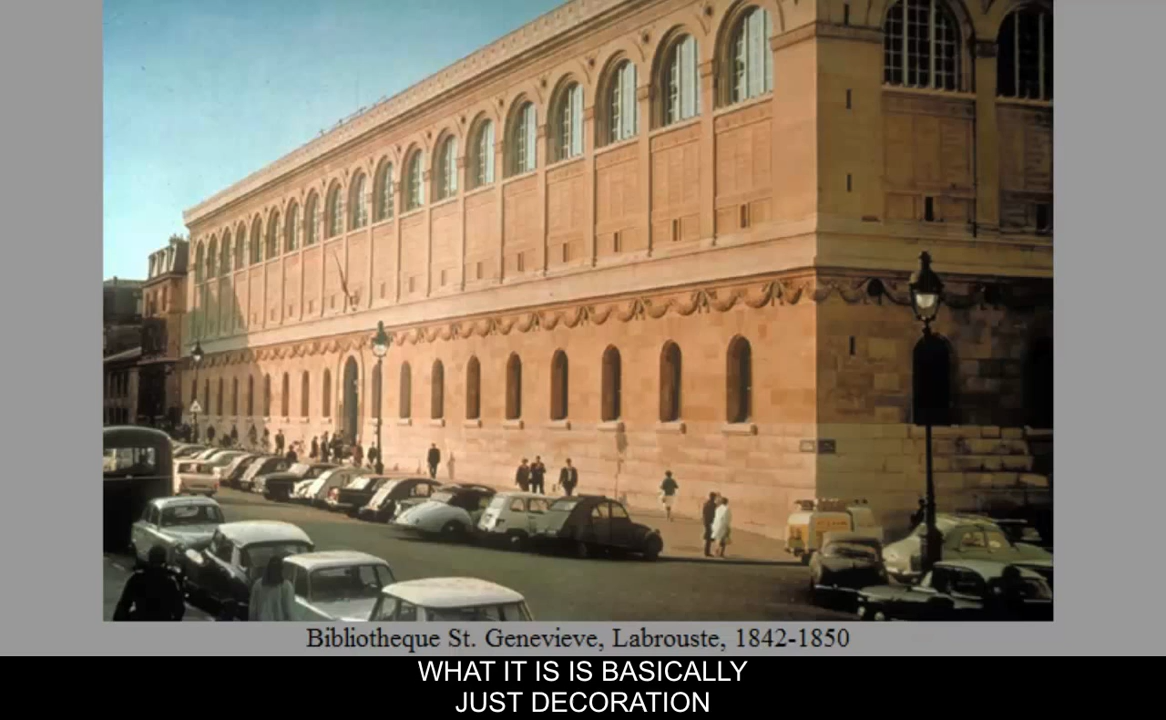 Bibliotheque St. Genevieve, Labrouste, 1842-1850
WHAT IT IS IS BASICALLY
JUST DECORATION